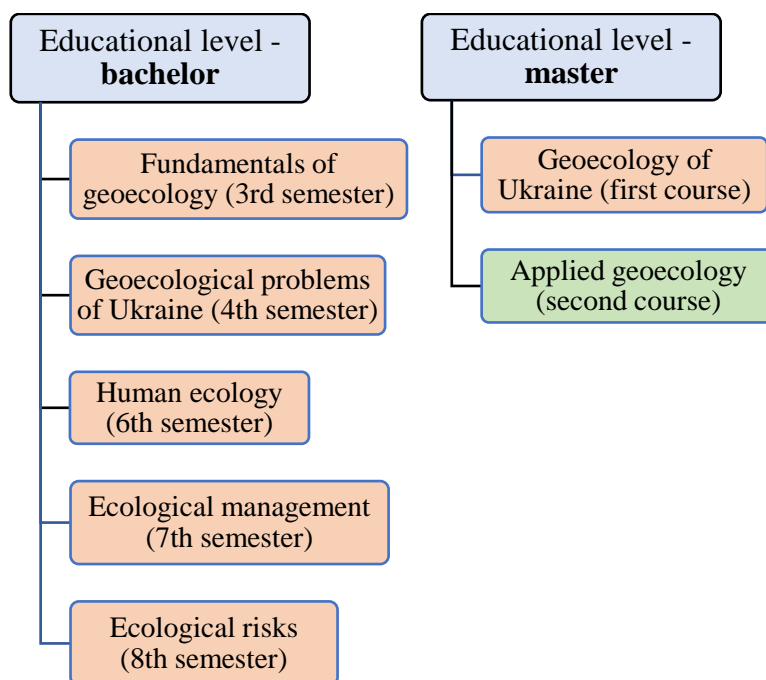 Educational level -
bachelor
Fundamentals of
geoecology (3rd semester)
Geoecological problems
of Ukraine (4th semester)
Human ecology
(6th semester)
Ecological management
(7th semester)
Ecological risks
(8th semester)
Educational level -
master
Geoecology of
Ukraine (first course)
Applied geoecology
(second course)